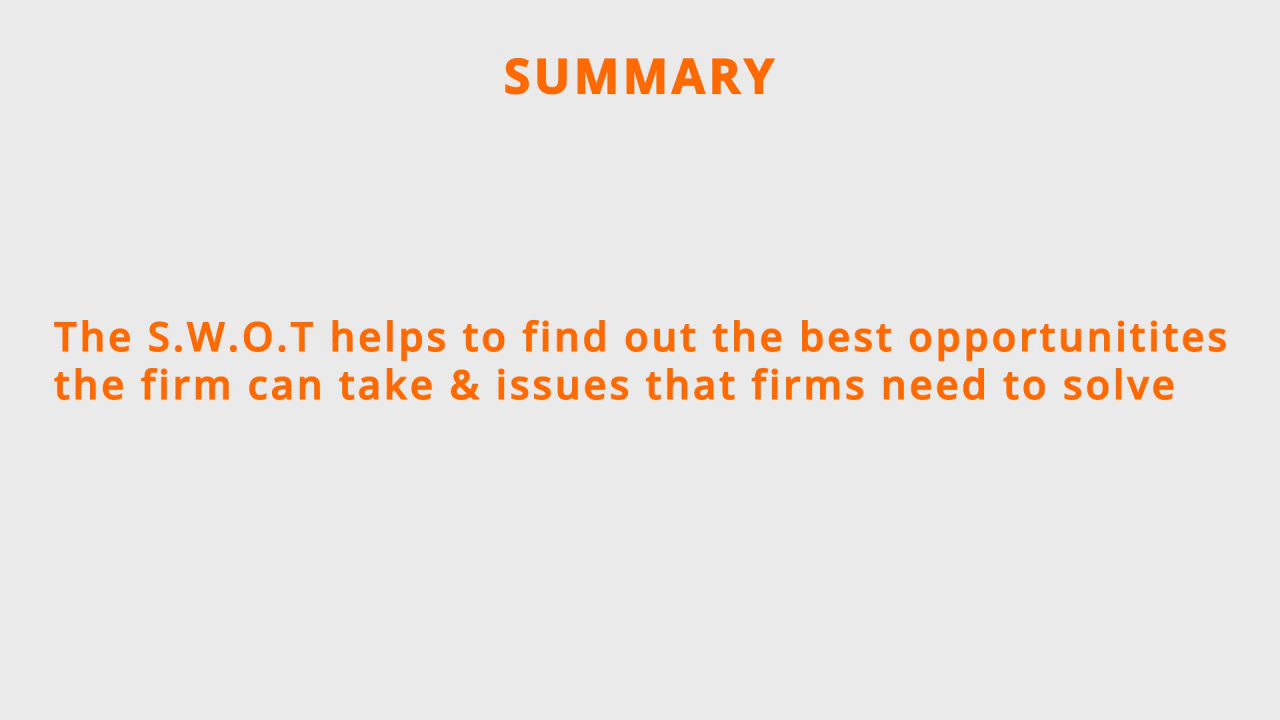 SUMMARY
The S.W.O.T helps to find out the best opportunitites
the firm can take & issues that firms need to solve